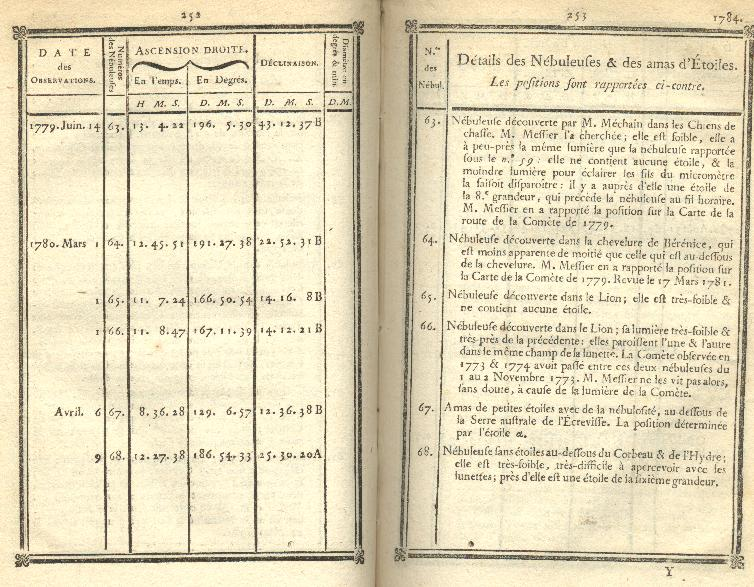 252
DATE
des
OBSERVATIONS.
Numéros
des Nébuleuses.
ASCENSION DROITE.
En Temps. En Degrés.
DÉCLINAISON.
Diamètre en
degrés & min.
H. M. S. D. M. S. D. M. S. D. M.
1779. Juin. 14 63. 13. 4. 22 196. 5. 30 43. 12. 37 B
1780. Mars 1 64. 12. 45. 51 191. 27. 38 22. 52. 31 B
1 65. 11. 7. 24 166. 50. 54 14. 16. 8 B
1 66. 11. 8. 47 167. 11. 39 14. 12. 21 B
Avril. 6 67. 8. 36. 28 129. 6. 57 12. 36. 38 B
9 68. 12. 27. 38 186. 54. 33 25. 30. 20 A
253 1784.
N.os
des
Nébul.
Détails des Nébuleuſes & des amas d'Étoiles.
Les poſitions ſont rapportées ci-contre.
63. Nébuleuſe découverte par M. Méchain dans les Chiens de
chaſſe. M. Meſſier l'a cherchée; elle eſt foible, elle a
à peu-près la même lumière que la nébuleuſe rapportée
ſous le n.° 59: elle ne contient aucune étoile, & la
moindre lumière pour éclairer les fils du micromètre
la faiſoit diſparoître: il y a auprès d'elle une étoile de
la 8.e grandeur, qui précède la nébuleuſe au fil horaire.
M. Meſſier en a rapporté la poſition ſur la Carte de la
route de la Comète de 1779.
64. Nébuleuſe découverte dans la chevelure de Bérénice, qui
eſt moins apparente de moitié que celle qui eſt au-deſſous
de la chevelure. M. Meſſier en a rapporté la poſition ſur
la Carte de la Comète de 1779. Revue le 17 Mars 1781.
65. Nébuleuſe découverte dans le Lion; elle eſt très-foible &
ne contient aucune étoile.
66. Nébuleuſe découverte dans le Lion; ſa lumière très-foible &
très-près de la précédente: elles paroiſſent l'une & l'autre
dans le même champ de la lunette. La Comète obſervée en
1773 & 1774 avoit paſſé entre ces deux nébuleuſes du
1 au 2 Novembre 1773. M. Meſſier ne les vit pas alors,
ſans doute, à cauſe de la lumière de la Comète.
67. Amas de petites étoiles avec de la nébuloſité, au-deſſous de
la Serre auſtrale de l'Écreviſſe. La poſition déterminée
par l'étoile α.
68. Nébuleuſe ſans étoiles au-deſſous du Corbeau & de l'Hydre;
elle eſt très-foible, très-difficile à apercevoir avec les
lunettes; près d'elle eſt une étoile de la ſixième grandeur.
Y